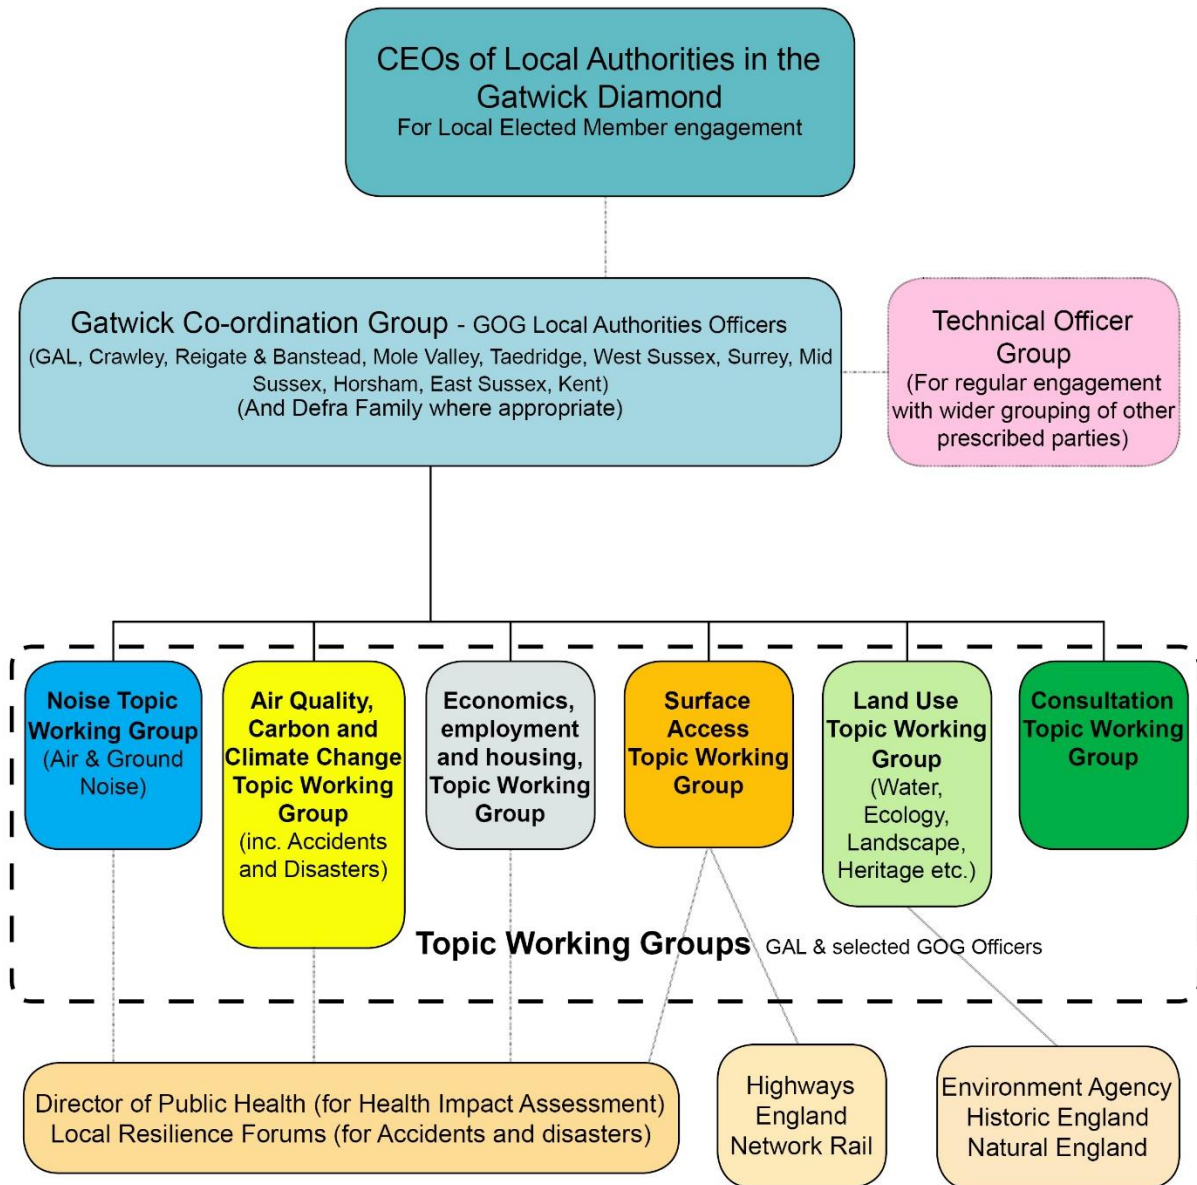 CEOs of Local Authorities in the
Gatwick Diamond
For Local Elected Member engagement
Gatwick Co-ordination Group - GOG Local Authorities Officers
(GAL, Crawley, Reigate & Banstead, Mole Valley, Taedridge, West Sussex, Surrey, Mid
Sussex, Horsham, East Sussex, Kent)
(And Defra Family where appropriate)
Technical Officer
Group
(For regular engagement
with wider grouping of other
prescribed parties)
Noise Topic
Working Group
(Air & Ground
Noise)
Air Quality,
Carbon and
Climate Change
Topic Working
Group
(inc. Accidents
and Disasters)
Economics,
employment
and housing,
Topic Working
Group
Surface
Access
Topic Working
Group
Land Use
Topic Working
Group
(Water,
Ecology,
Landscape,
Heritage etc.)
Consultation
Topic Working
Group
Topic Working Groups GAL & selected GOG Officers
Director of Public Health (for Health Impact Assessment)
Local Resilience Forums (for Accidents and disasters)
Highways
England
Network Rail
Environment Agency
Historic England
Natural England